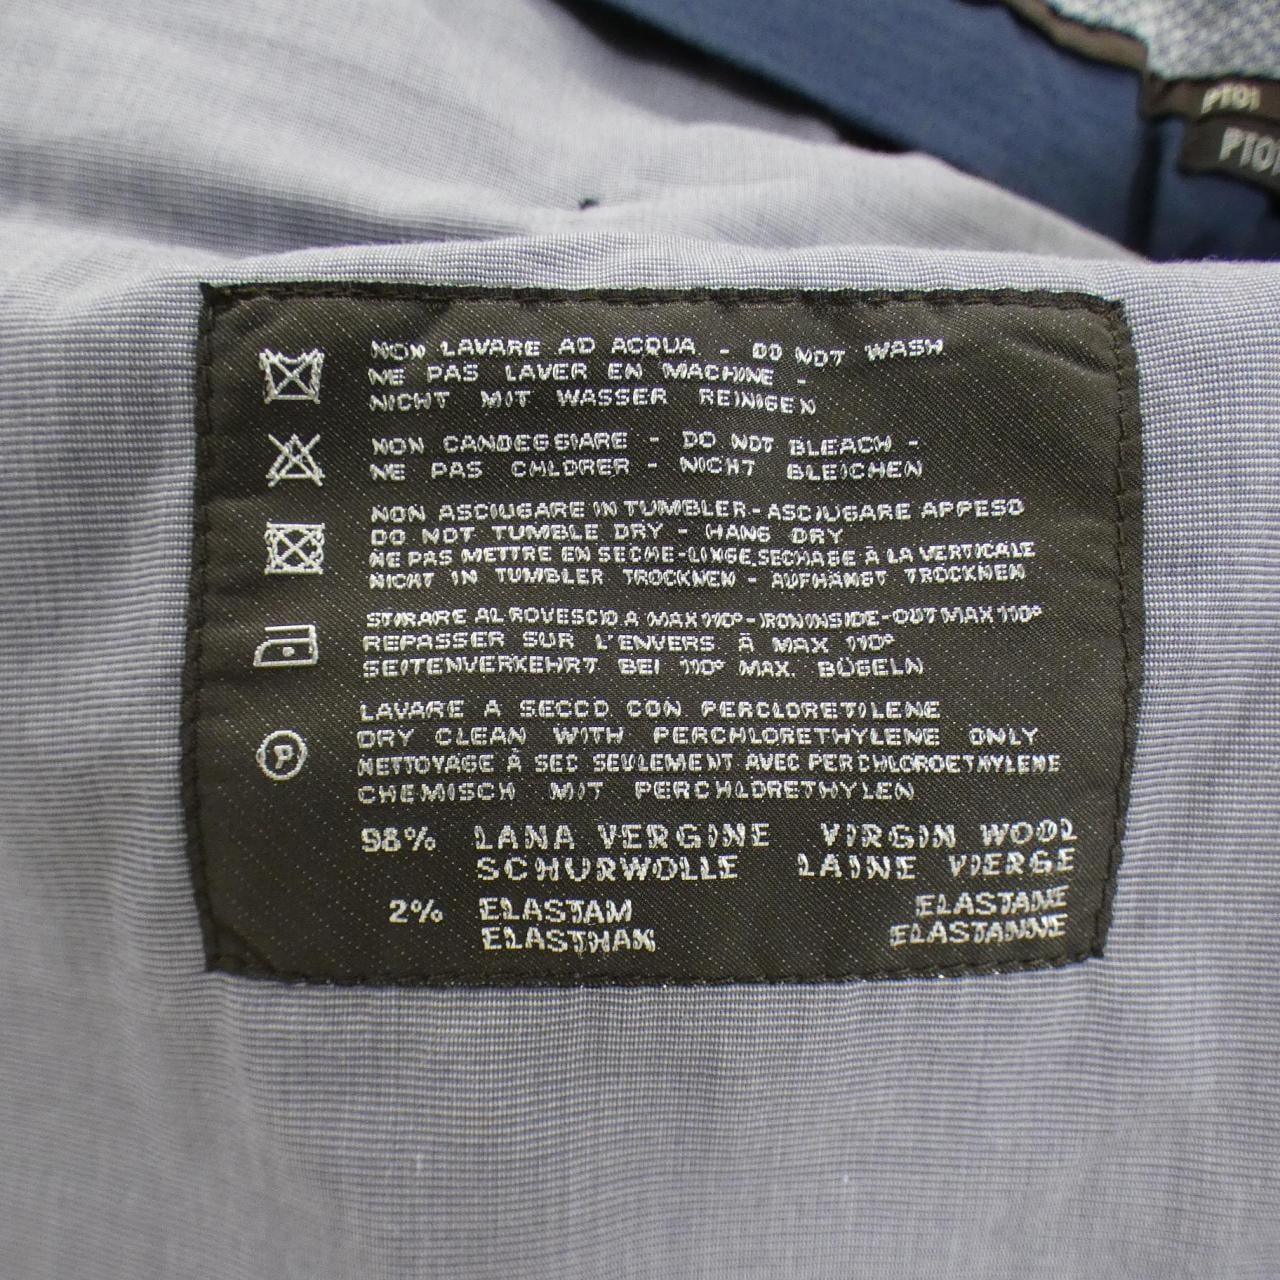 PT01
PT01
NON LAVARE AD ACQUA - DO NOT WASH
NE PAS LAVER EN MACHINE -
NICHT MIT WASSER REINIGEN
NON CANDEGGIARE - DO NOT BLEACH -
NE PAS CHLORER - NICHT BLEICHEN
NON ASCIUGARE IN TUMBLER - ASCIUGARE APPESO
DO NOT TUMBLE DRY - HANG DRY
NE PAS METTRE EN SECHE-LINGE.SECHAGE À LA VERTICALE
NICHT IN TUMBLER TROCKNEN - AUFHÄNGT TROCKNEN
STIRARE AL ROVESCIO A MAX 110° - IRON INSIDE-OUT MAX 110°
REPASSER SUR L'ENVERS À MAX 110°
SEITENVERKEHRT BEI 110° MAX. BÜGELN
P
LAVARE A SECCO CON PERCLORETILENE
DRY CLEAN WITH PERCHLORETHYLENE ONLY
NETTOYAGE À SEC SEULEMENT AVEC PERCHLOROETHYLENE
CHEMISCH MIT PERCHLORETHYLEN
98% LANA VERGINE VIRGIN WOOL
SCHURWOLLE LAINE VIERGE
2% ELASTAM ELASTANE
ELASTHAN ELASTANNE